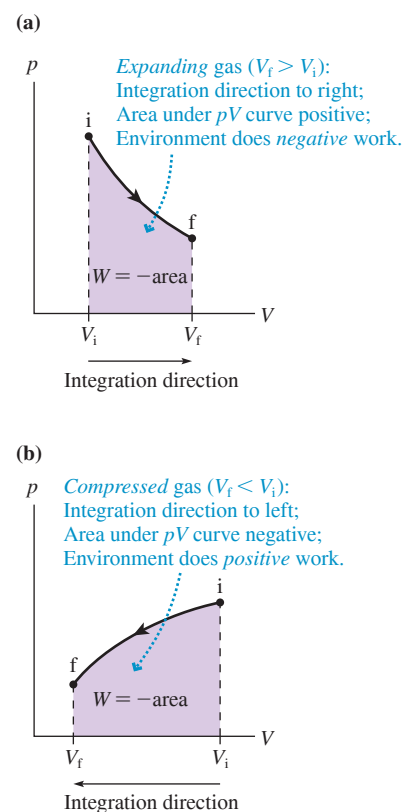 (a)
p
Expanding gas (Vf > Vi):
Integration direction to right;
Area under pV curve positive;
Environment does negative work.
i
f
W = −area
V
Vi
Vf
Integration direction
(b)
p
Compressed gas (Vf < Vi):
Integration direction to left;
Area under pV curve negative;
Environment does positive work.
i
f
W = −area
V
Vf
Vi
Integration direction